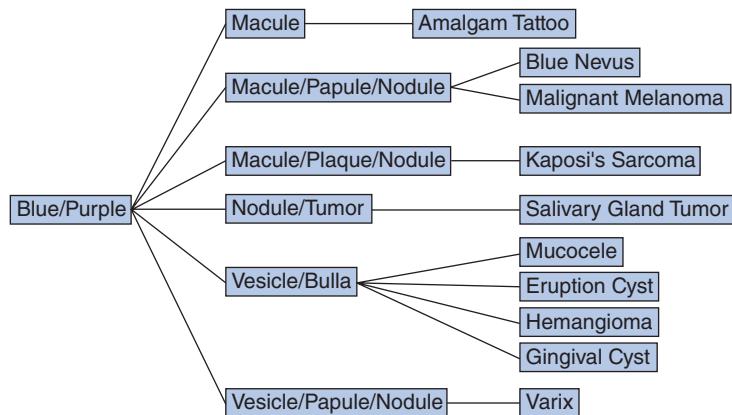 Macule
Amalgam Tattoo
Blue Nevus
Macule/Papule/Nodule
Malignant Melanoma
Macule/Plaque/Nodule
Kaposi's Sarcoma
Blue/Purple
Nodule/Tumor
Salivary Gland Tumor
Mucocele
Vesicle/Bulla
Eruption Cyst
Hemangioma
Gingival Cyst
Vesicle/Papule/Nodule
Varix